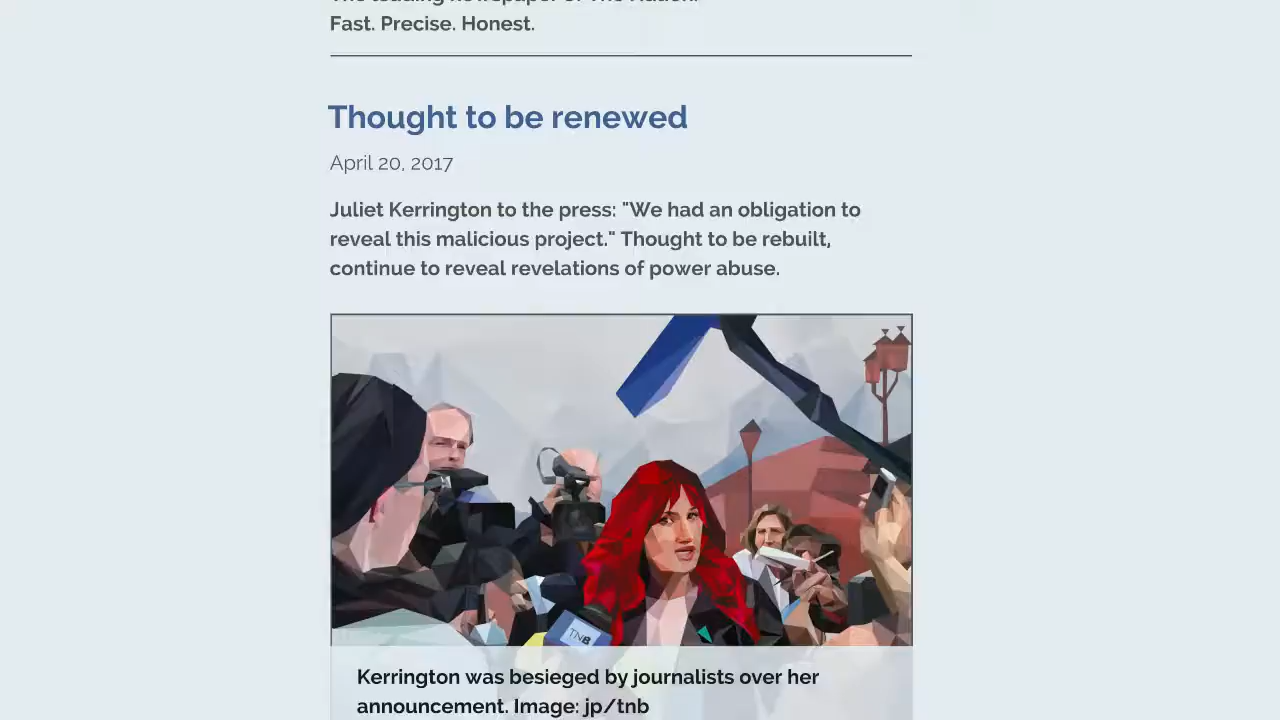 Fast. Precise. Honest.
Thought to be renewed
April 20, 2017
Juliet Kerrington to the press: "We had an obligation to
reveal this malicious project." Thought to be rebuilt,
continue to reveal revelations of power abuse.
TNB
Kerrington was besieged by journalists over her
announcement. Image: jp/tnb